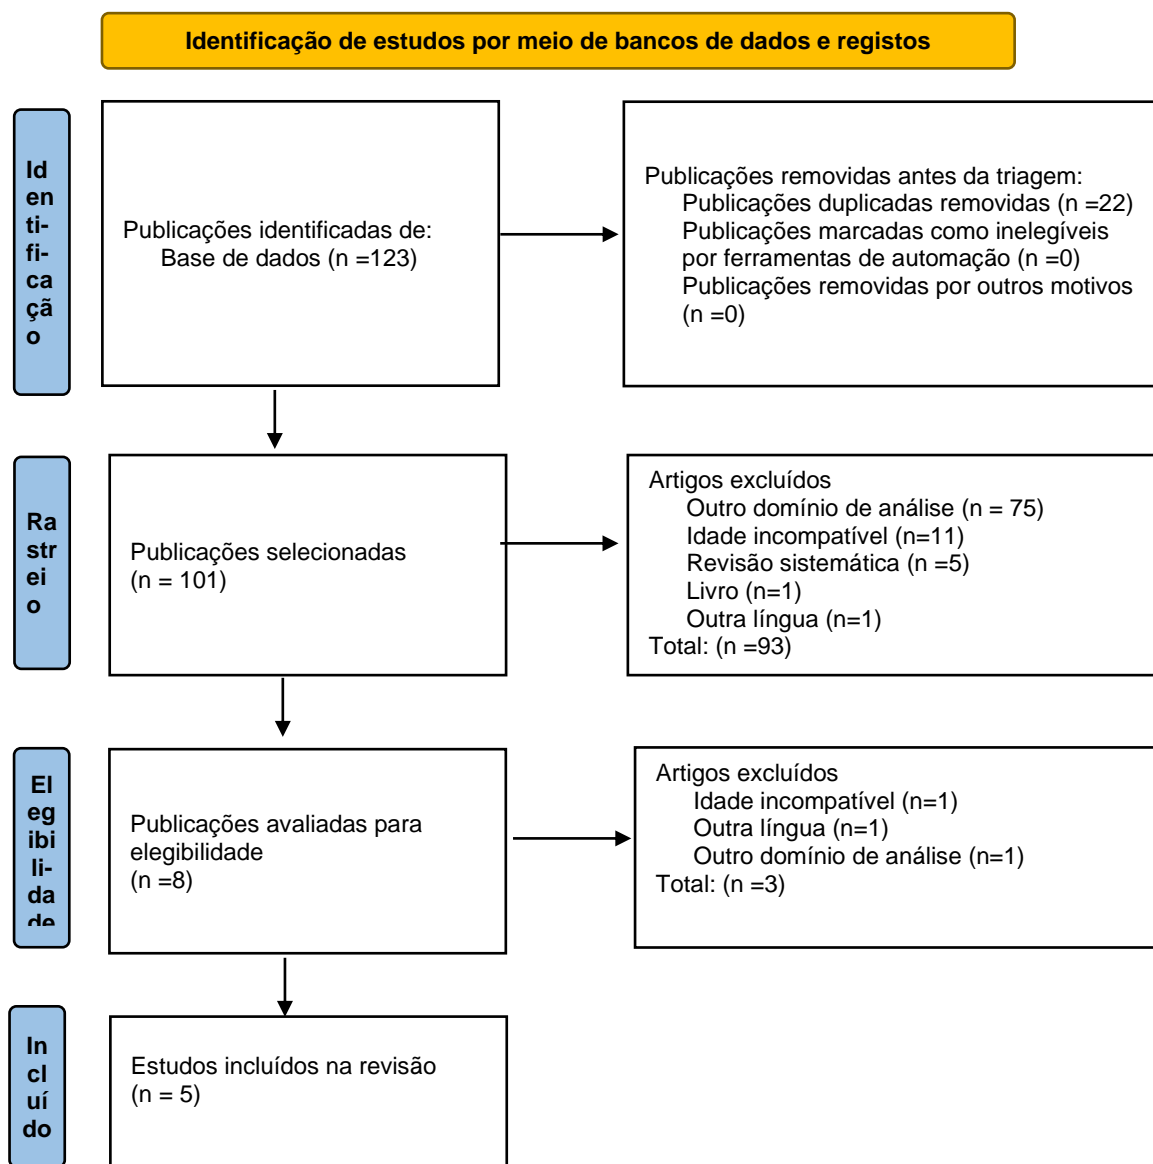 Identificação de estudos por meio de bancos de dados e registos
Id
en
ti-
fi-
ca
çã
o
Publicações identificadas de:
Base de dados (n =123)
Publicações removidas antes da triagem:
Publicações duplicadas removidas (n =22)
Publicações marcadas como inelegíveis
por ferramentas de automação (n =0)
Publicações removidas por outros motivos
(n =0)
Ra
str
ei
o
Publicações selecionadas
(n = 101)
Artigos excluídos
Outro domínio de análise (n = 75)
Idade incompatível (n=11)
Revisão sistemática (n =5)
Livro (n=1)
Outra língua (n=1)
Total: (n =93)
El
egi
bi
li-
da
de
Publicações avaliadas para
elegibilidade
(n =8)
Artigos excluídos
Idade incompatível (n=1)
Outra língua (n=1)
Outro domínio de análise (n=1)
Total: (n =3)
In
cl
uí
do
Estudos incluídos na revisão
(n = 5)